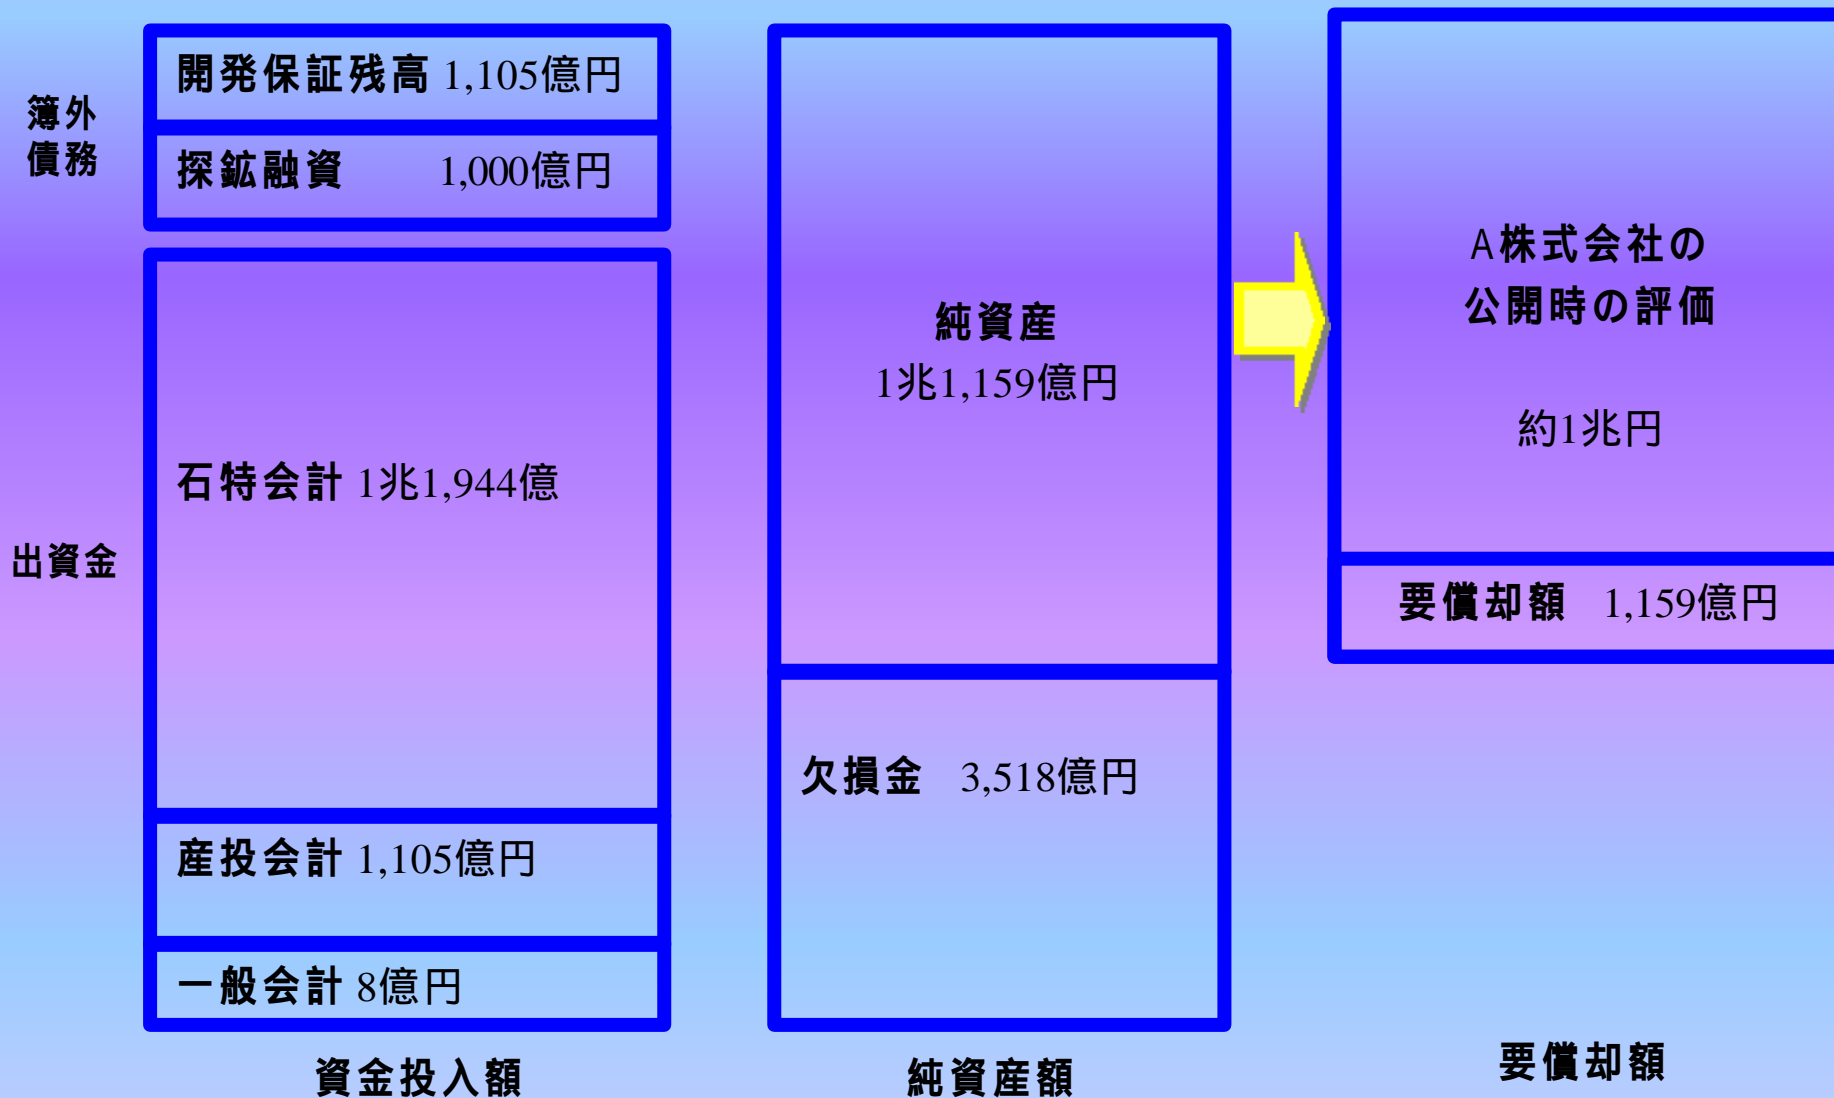 簿外
債務
開発保証残高 1,105億円
探鉱融資 1,000億円
出資金
石特会計 1兆1,944億
産投会計 1,105億円
一般会計 8億円
資金投入額
純資産
1兆1,159億円
欠損金 3,518億円
純資産額
A株式会社の
公開時の評価
約1兆円
要償却額 1,159億円
要償却額